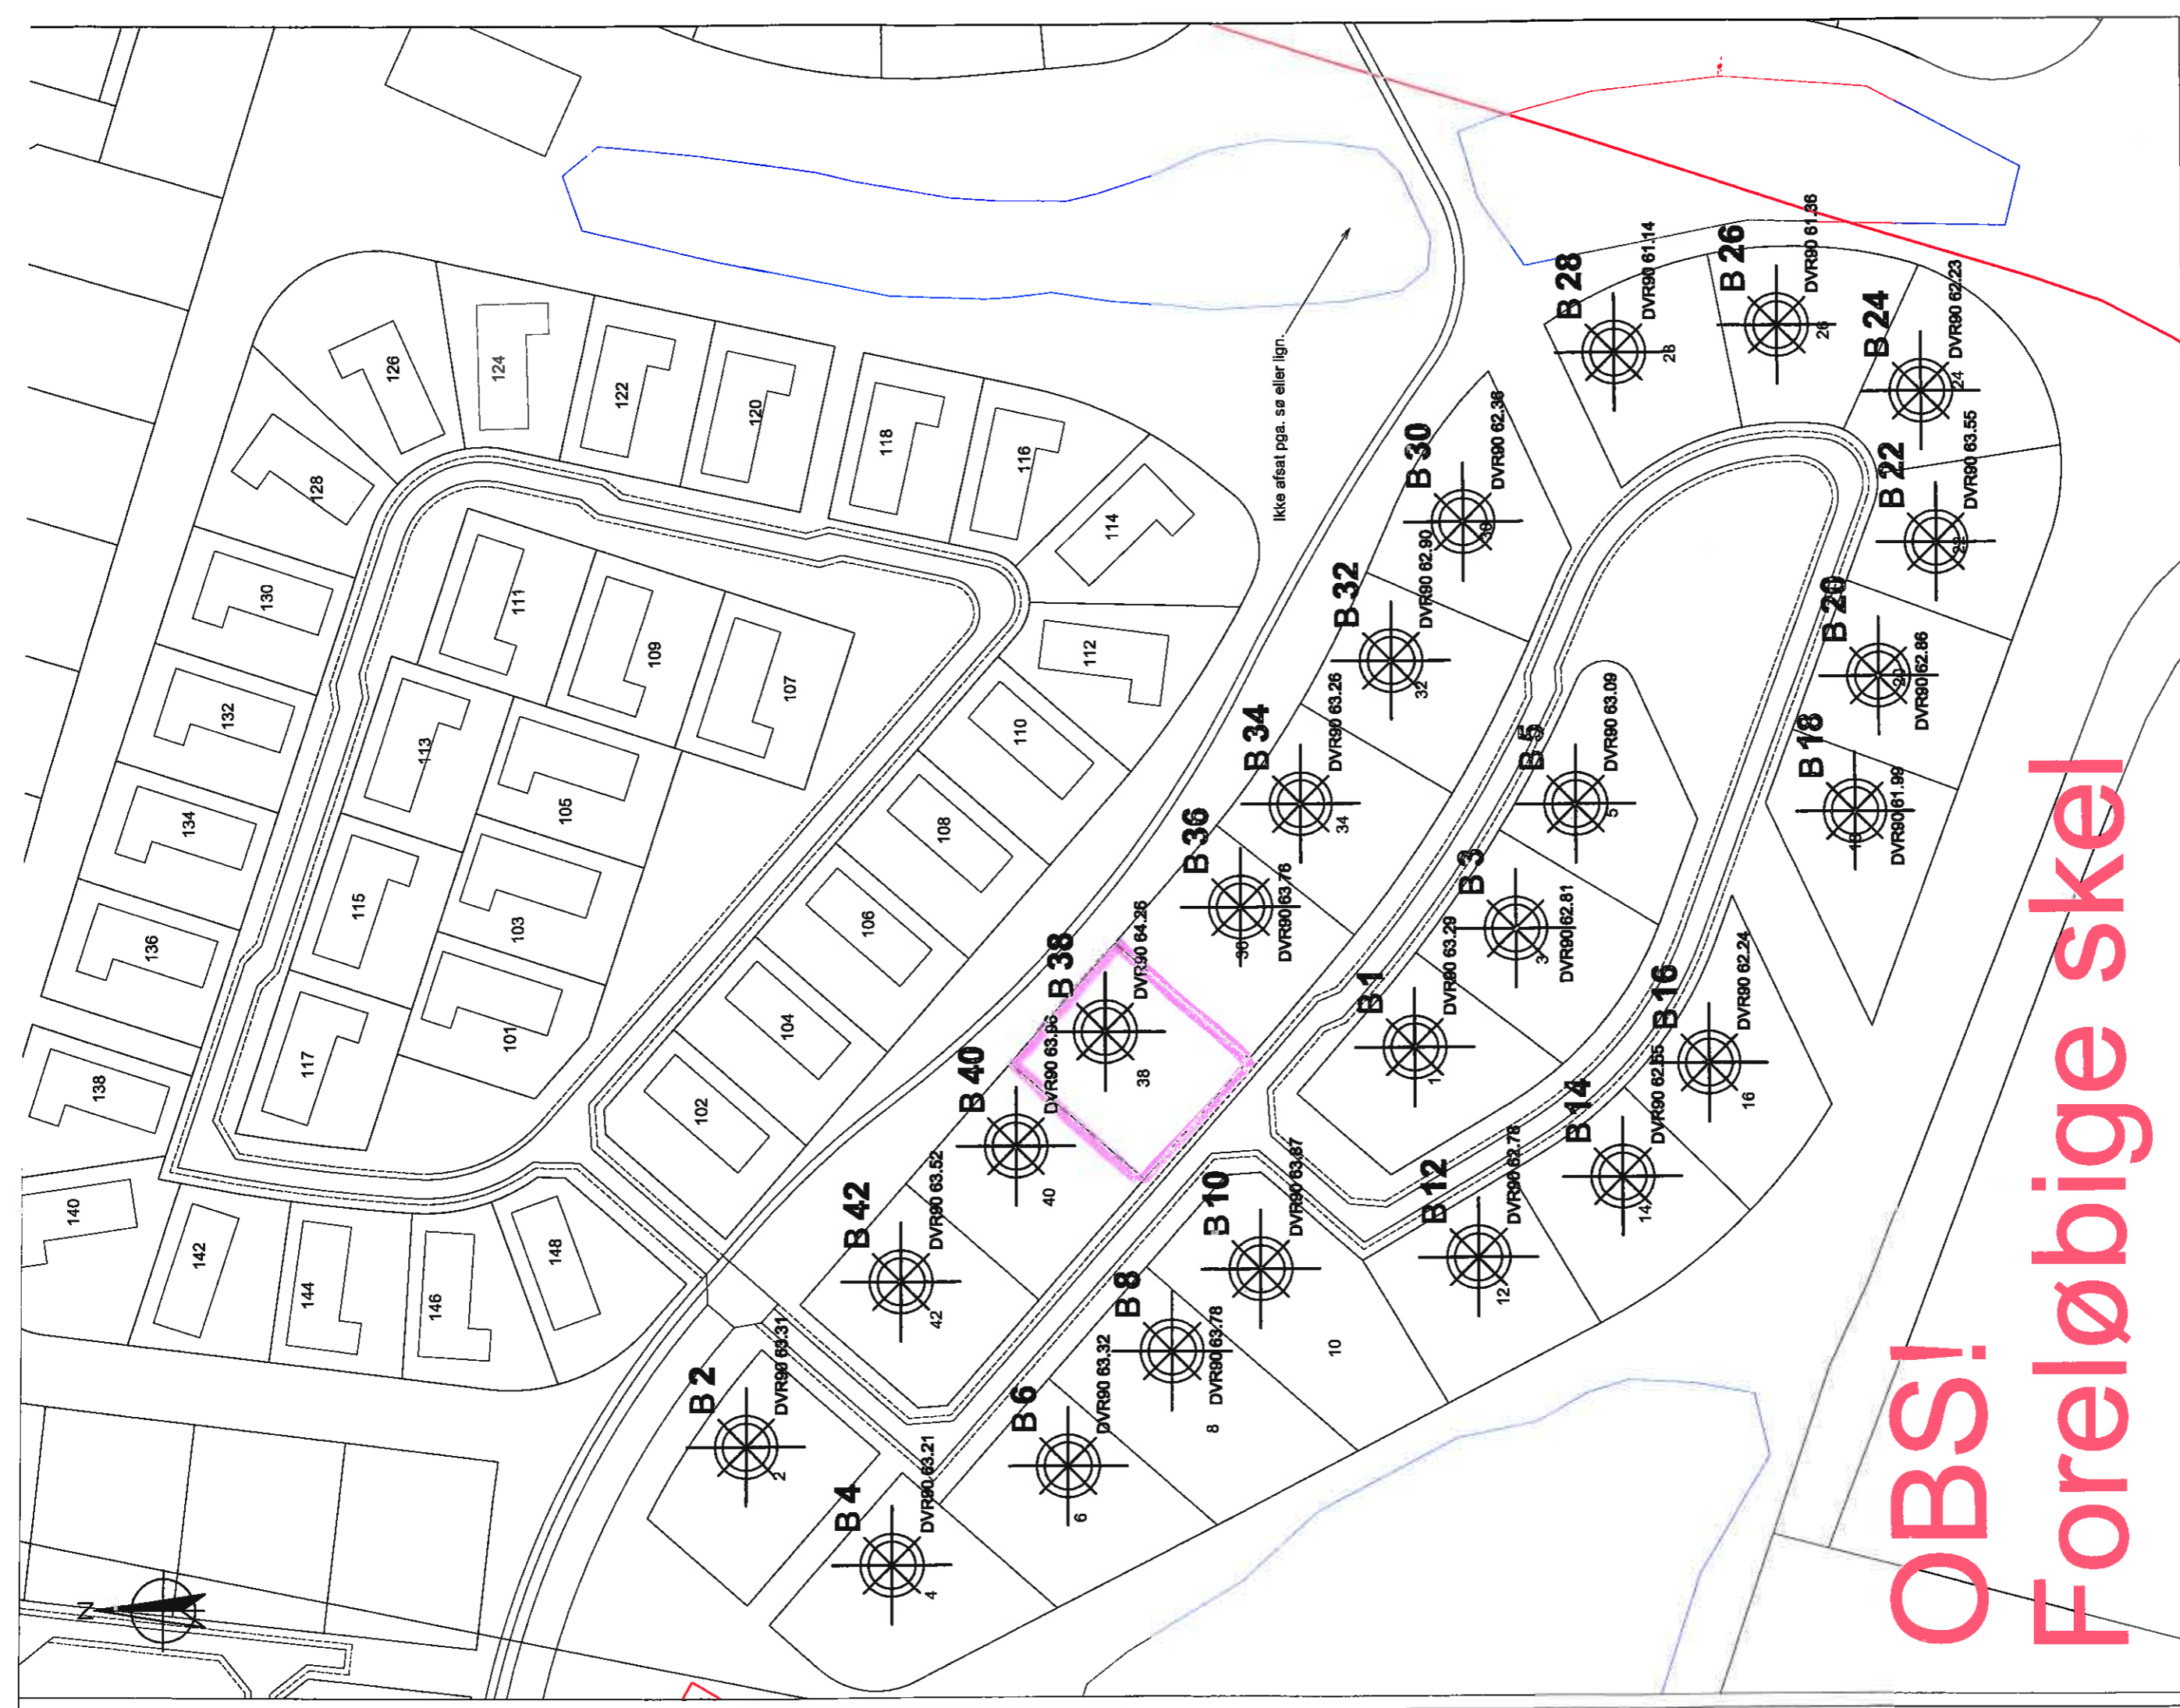 N
140
138
136
134
132
130
128
126
124
122
120
118
116
114
112
110
108
106
104
102
142
144
146
148
117
115
113
111
109
107
105
103
101
Ikke afsat pga. sø eller lign.
B 2
DVR90 63.31
2
B 4
DVR90 63.21
4
B 6
DVR90 63.32
6
B 8
DVR90 63.78
8
B 10
DVR90 63.67
10
B 12
DVR90 62.78
12
B 14
DVR90 62.55
14
B 16
DVR90 62.24
16
B 18
DVR90 61.99
18
B 20
DVR90 62.86
20
B 22
DVR90 63.55
22
B 24
DVR90 62.23
24
B 26
DVR90 61.36
26
B 28
DVR90 61.14
28
B 30
DVR90 62.36
30
B 32
DVR90 62.90
32
B 34
DVR90 63.26
34
B 36
DVR90 63.76
36
B 38
DVR90 64.26
38
B 40
DVR90 63.96
40
B 42
DVR90 63.52
42
B 1
DVR90 63.29
1
B 3
DVR90 62.81
3
B 5
DVR90 63.09
5
OBS!
Foreløbige skel